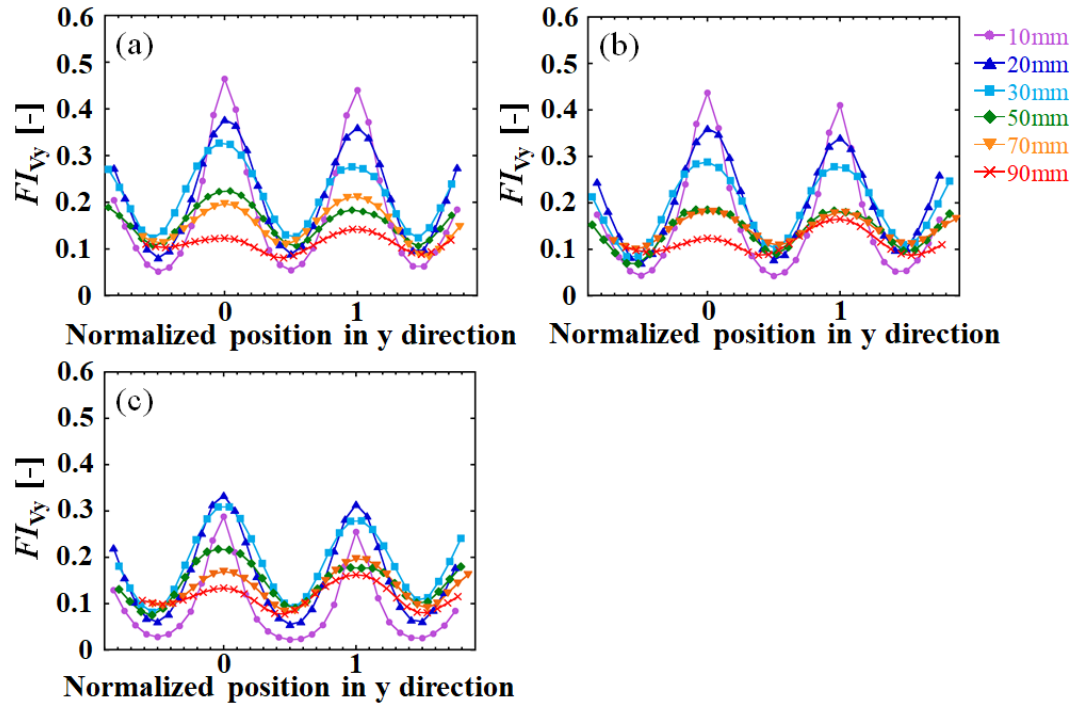 0.6
(a)
0.5
0.4
0.3
0.2
0.1
0
FI_Vy [-]
0 1
Normalized position in y direction
0.6
(b)
0.5
0.4
0.3
0.2
0.1
0
FI_Vy [-]
0 1
Normalized position in y direction
10mm
20mm
30mm
50mm
70mm
90mm
0.6
(c)
0.5
0.4
0.3
0.2
0.1
0
FI_Vy [-]
0 1
Normalized position in y direction